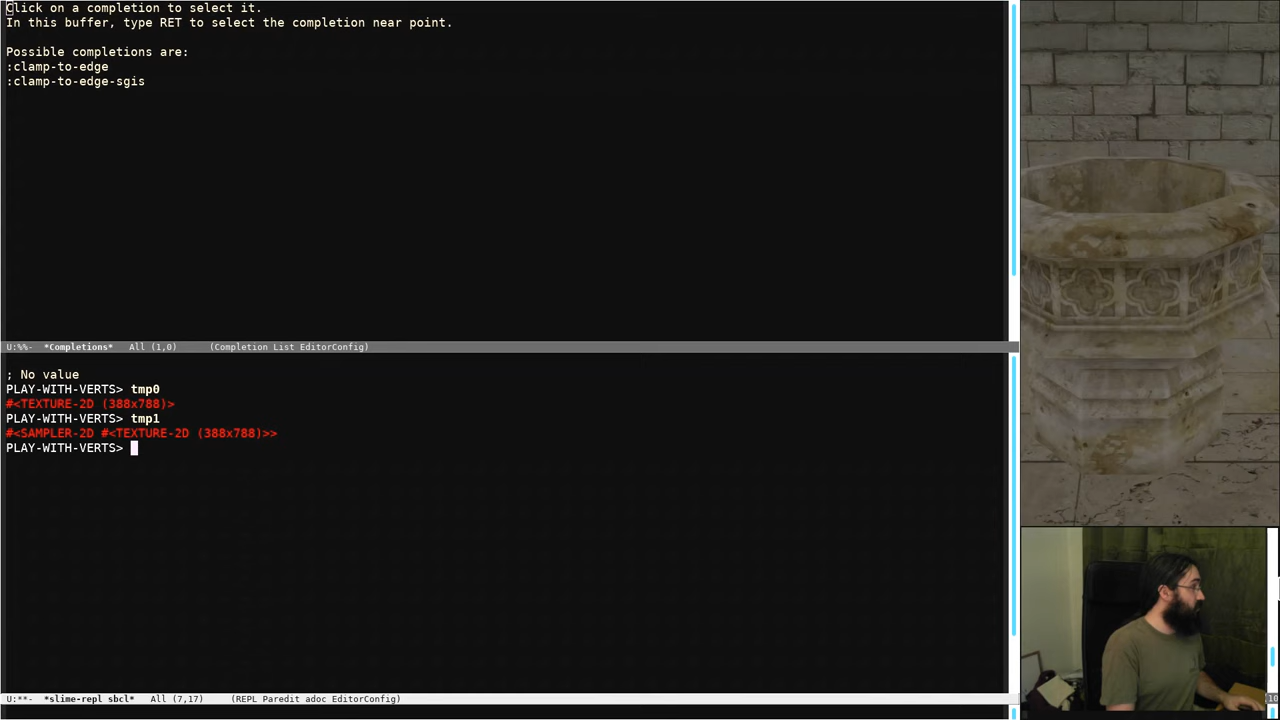 Click on a completion to select it.
In this buffer, type RET to select the completion near point.
Possible completions are:
:clamp-to-edge
:clamp-to-edge-sgis
U:%%-  *Completions*   All (1,0)      (Completion List EditorConfig)
; No value
PLAY-WITH-VERTS> tmp0
#<TEXTURE-2D (388x788)>
PLAY-WITH-VERTS> tmp1
#<SAMPLER-2D #<TEXTURE-2D (388x788)>>
PLAY-WITH-VERTS>
U:**-  *slime-repl sbcl*   All (7,17)     (REPL Paredit adoc EditorConfig)
10